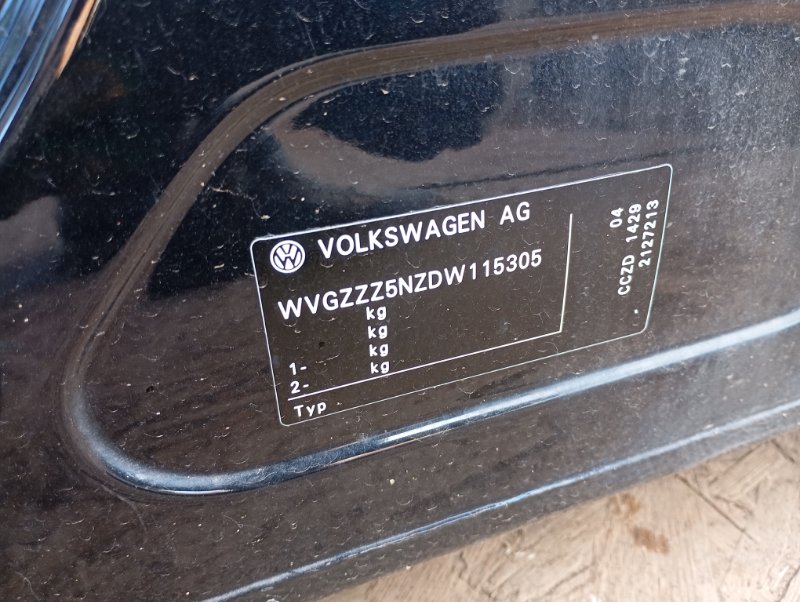 VOLKSWAGEN AG
WVGZZZ5NZDW115305
kg
kg
1- kg
2- kg
Typ
04
CCZD 1429
2127213